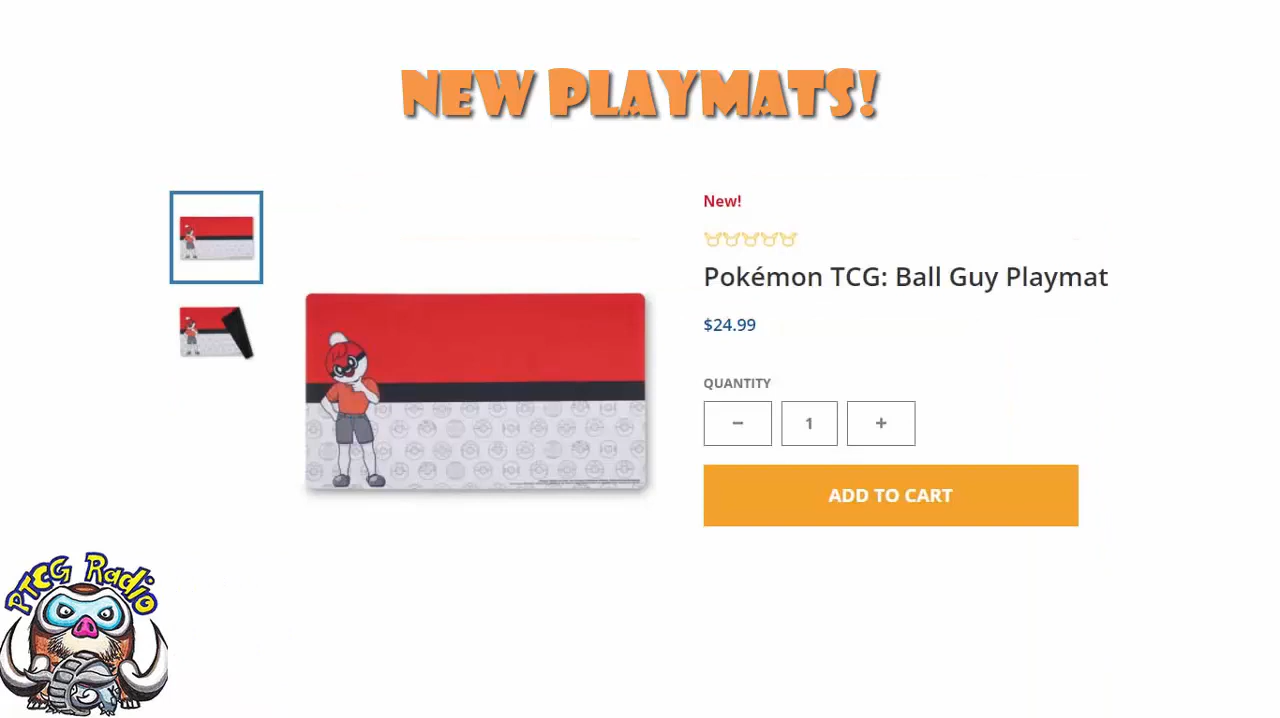 NEW PLAYMATS!
New!
Pokémon TCG: Ball Guy Playmat
$24.99
QUANTITY
− 1 +
ADD TO CART
PTCG Radio